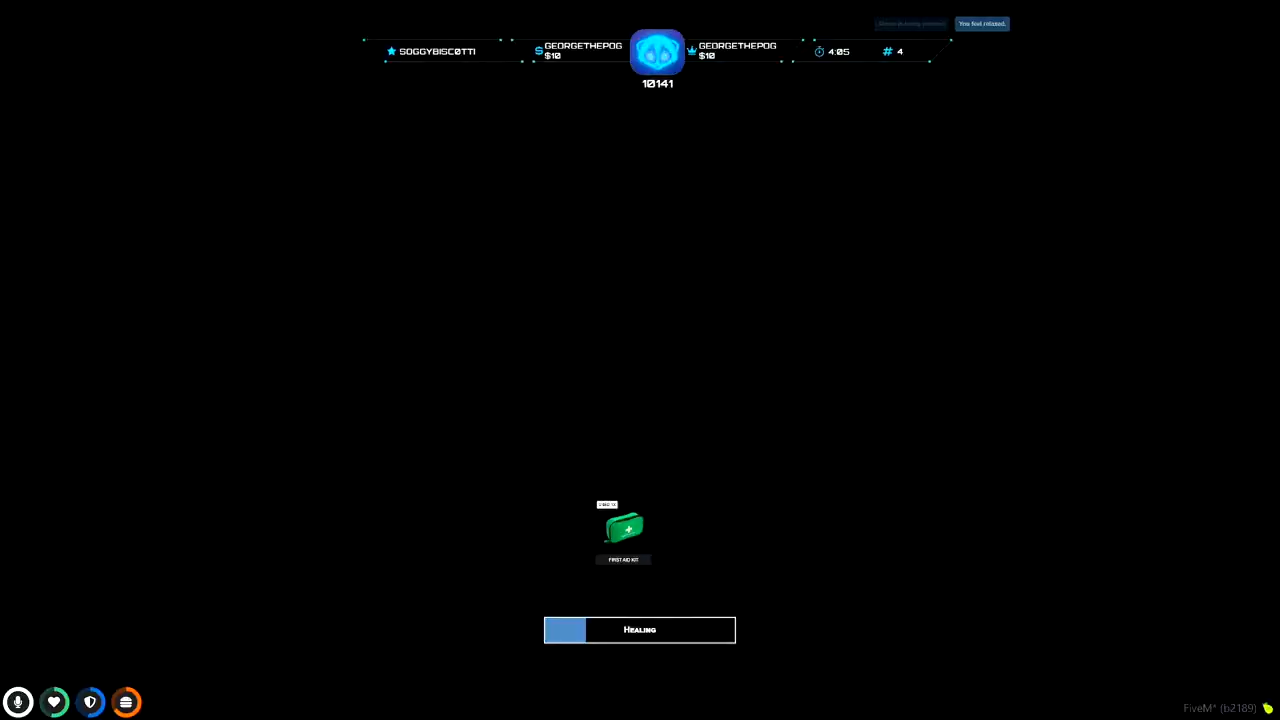 You feel relaxed.
SOGGYBISCOTTI
GEORGETHEPOG
$10
GEORGETHEPOG
$10
4:05
# 4
10141
FIRST AID KIT
HEALING
FiveM* (b2189)